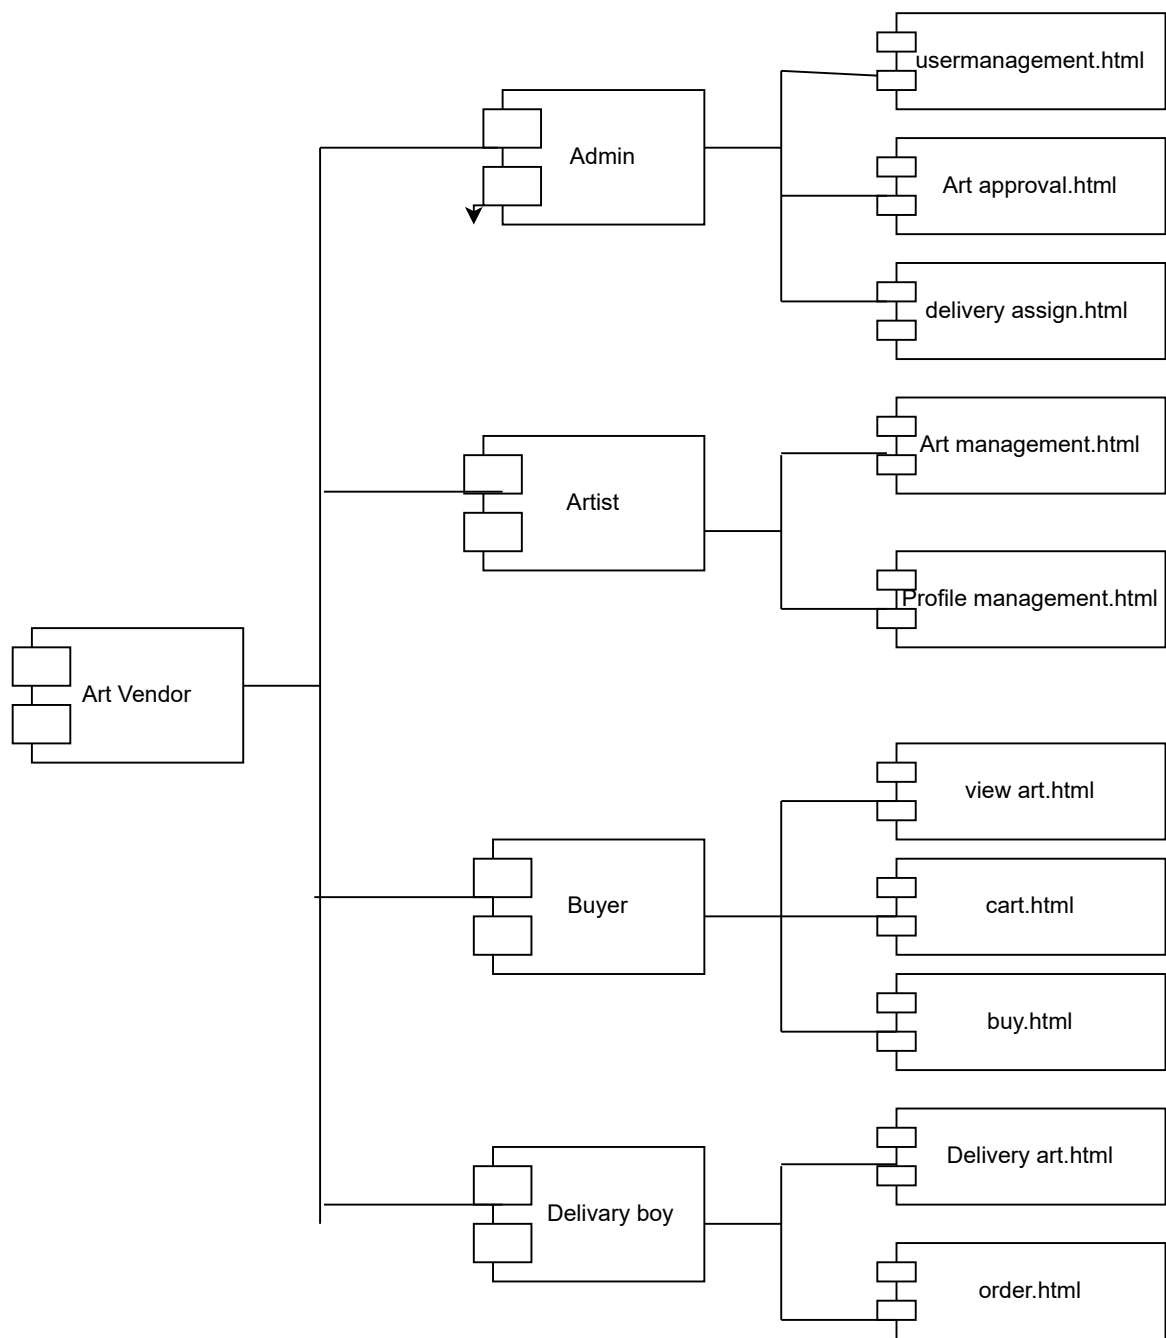 usermanagement.html
Admin
Art approval.html
delivery assign.html
Art management.html
Artist
Profile management.html
Art Vendor
view art.html
Buyer
cart.html
buy.html
Delivery art.html
Delivary boy
order.html